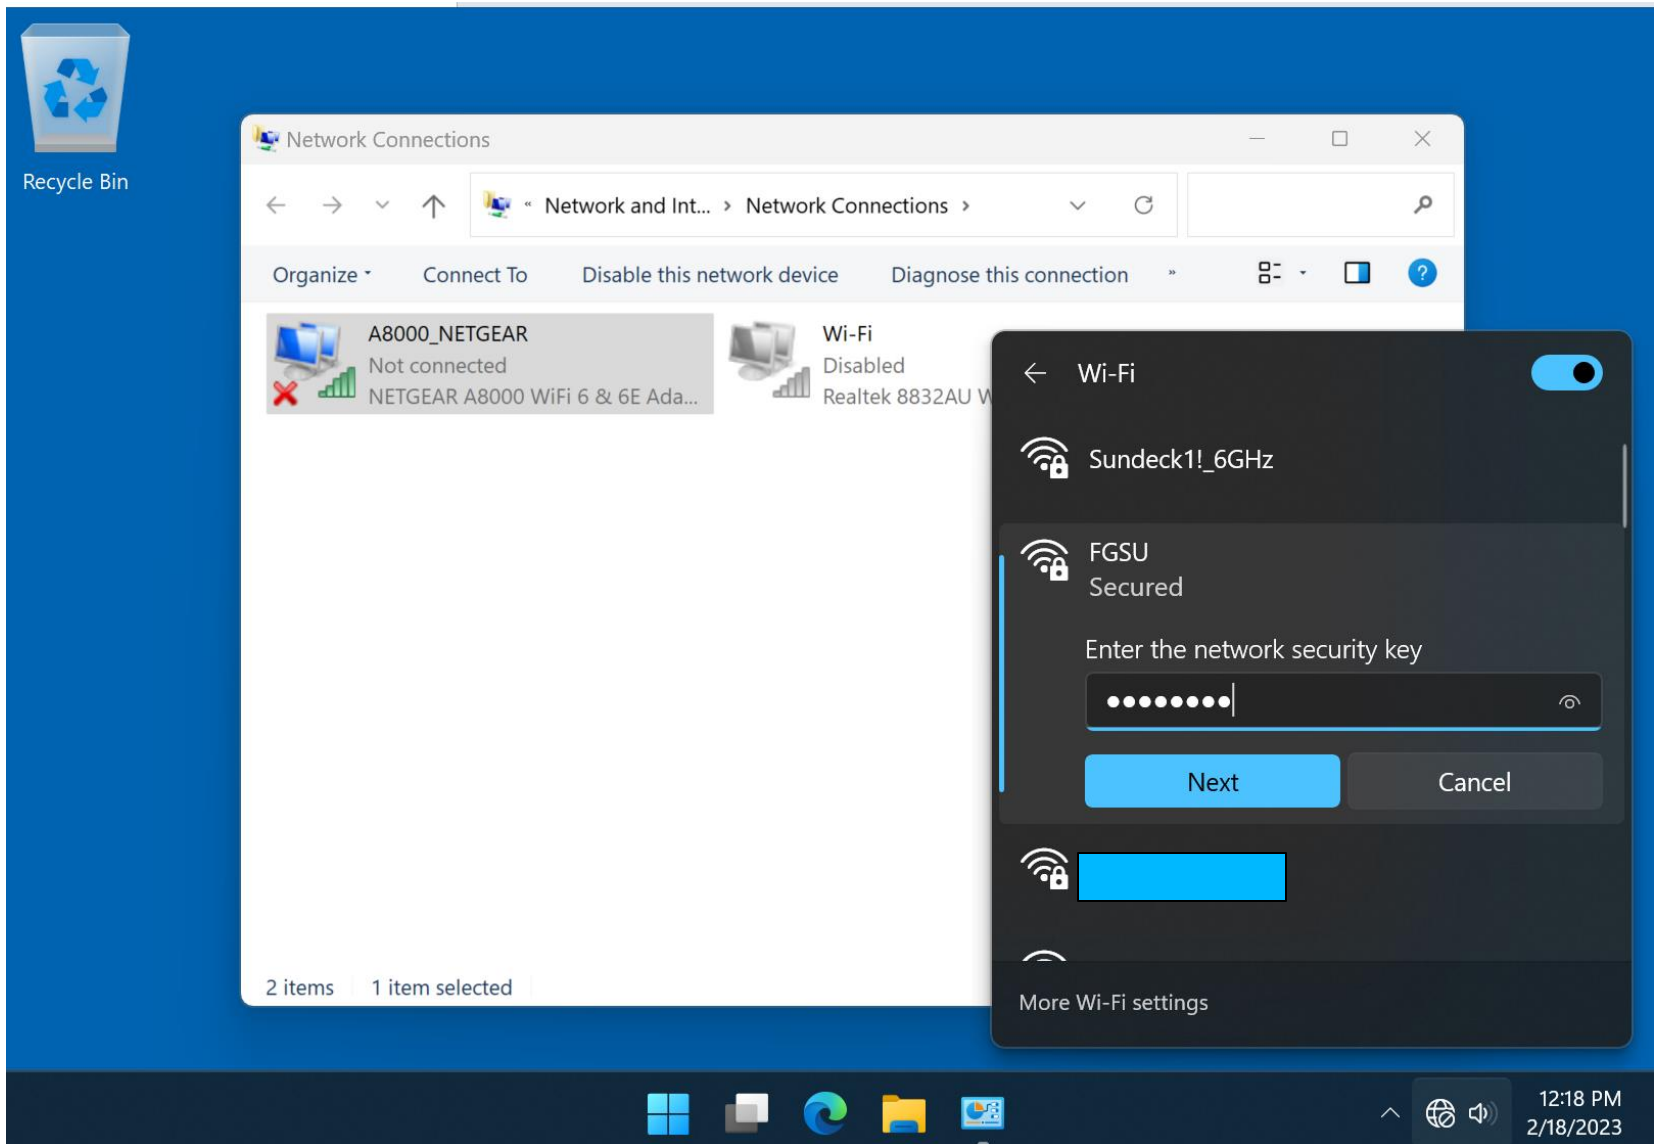 Recycle Bin
Network Connections
« Network and Int... › Network Connections ›
Organize Connect To Disable this network device Diagnose this connection »
A8000_NETGEAR
Not connected
NETGEAR A8000 WiFi 6 & 6E Ada...
Wi-Fi
Disabled
Realtek 8832AU W
2 items 1 item selected
Wi-Fi
Sundeck1!_6GHz
FGSU
Secured
Enter the network security key
••••••••
Next Cancel
More Wi-Fi settings
12:18 PM
2/18/2023